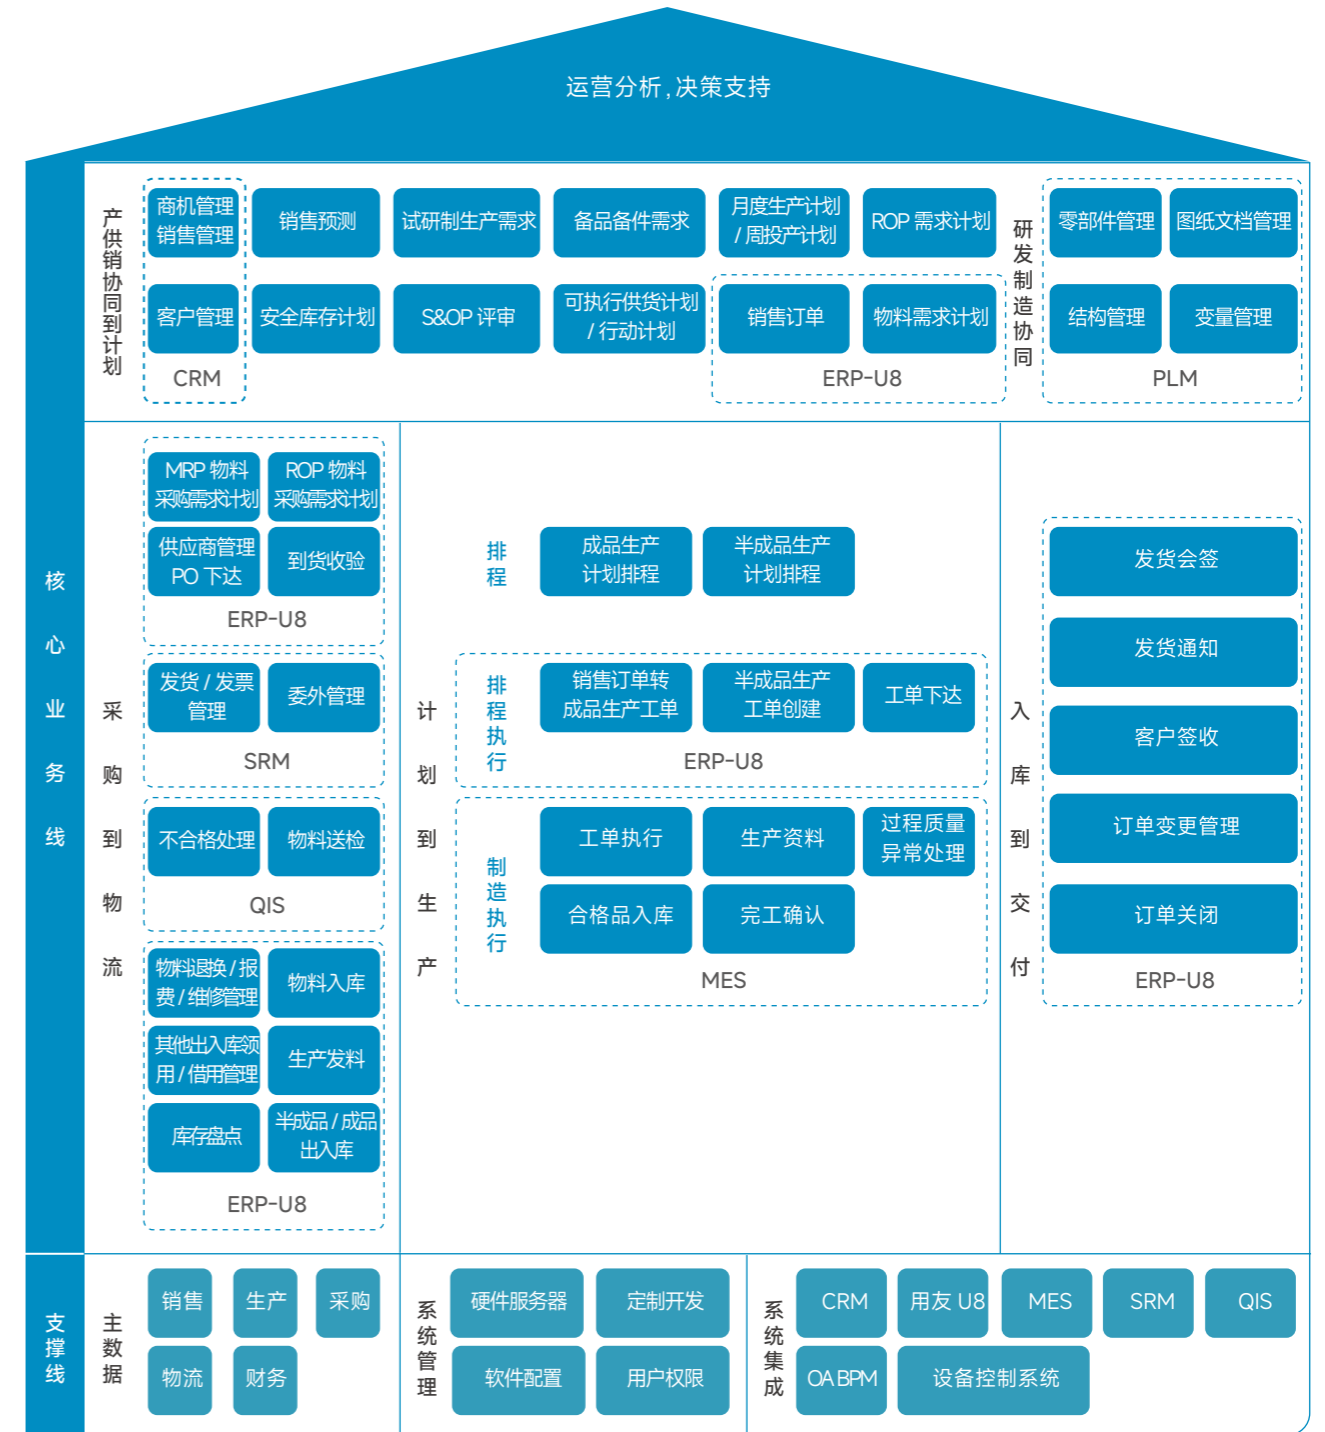 运营分析,决策支持
核心业务线
产供销协同到计划
商机管理
销售管理
销售预测
试研制生产需求
备品备件需求
月度生产计划
/ 周投产计划
ROP 需求计划
客户管理
安全库存计划
S&OP 评审
可执行供货计划
/ 行动计划
销售订单
物料需求计划
CRM
ERP-U8
研发制造协同
零部件管理
图纸文档管理
结构管理
变量管理
PLM
采购到物流
MRP 物料
采购需求计划
ROP 物料
采购需求计划
供应商管理
PO 下达
到货收验
ERP-U8
发货 / 发票
管理
委外管理
SRM
不合格处理
物料送检
QIS
物料退换 / 报
费 / 维修管理
物料入库
其他出入库领
用 / 借用管理
生产发料
库存盘点
半成品 / 成品
出入库
ERP-U8
计划到生产
排程
成品生产
计划排程
半成品生产
计划排程
排程执行
销售订单转
成品生产工单
半成品生产
工单创建
工单下达
ERP-U8
制造执行
工单执行
生产资料
过程质量
异常处理
合格品入库
完工确认
MES
入库到交付
发货会签
发货通知
客户签收
订单变更管理
订单关闭
ERP-U8
支撑线
主数据
销售
生产
采购
物流
财务
系统管理
硬件服务器
定制开发
软件配置
用户权限
系统集成
CRM
用友 U8
MES
SRM
QIS
OA BPM
设备控制系统